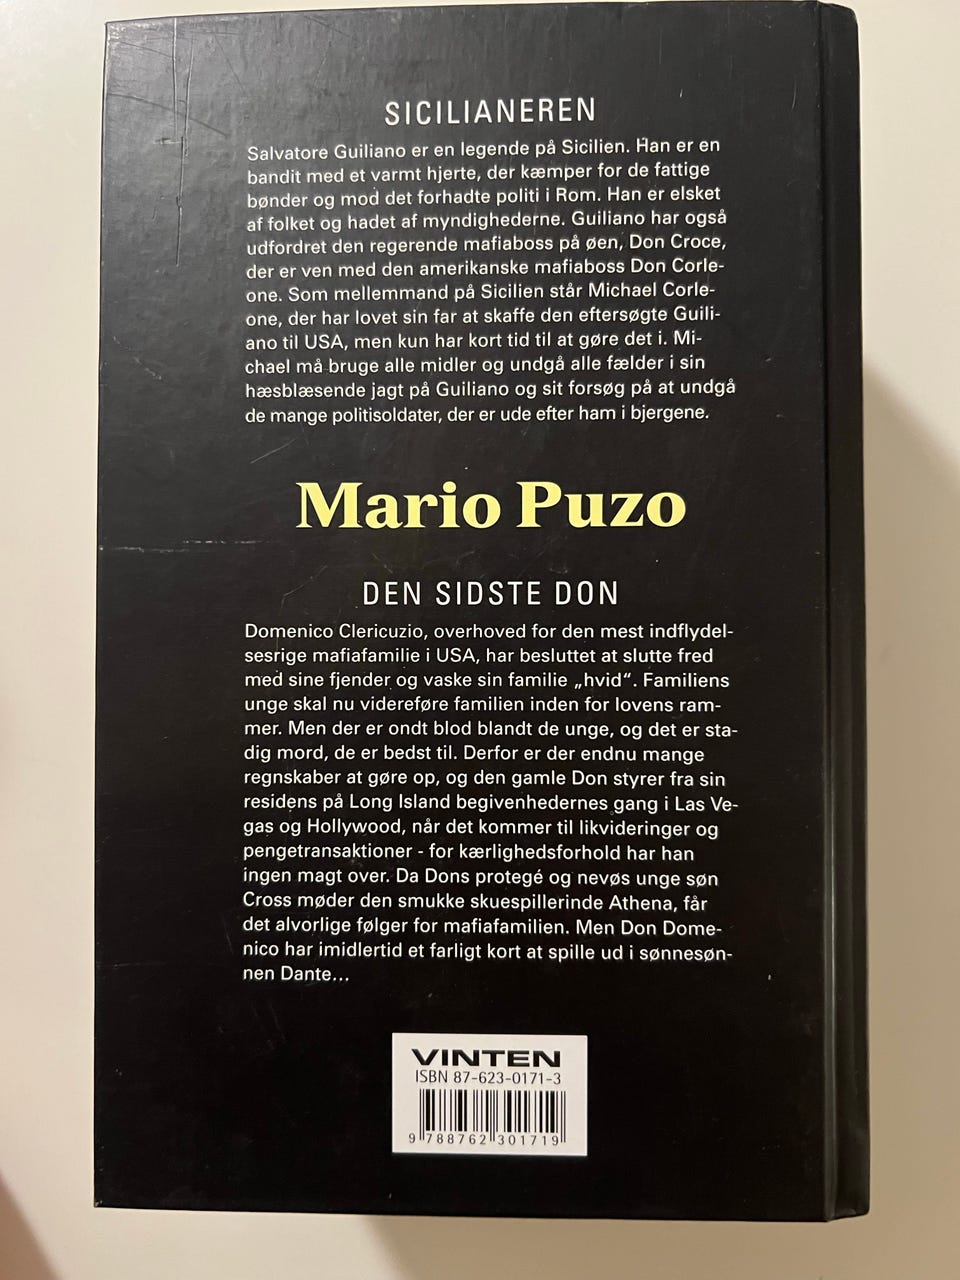 SICILIANEREN
Salvatore Guiliano er en legende på Sicilien. Han er en
bandit med et varmt hjerte, der kæmper for de fattige
bønder og mod det forhadte politi i Rom. Han er elsket
af folket og hadet af myndighederne. Guiliano har også
udfordret den regerende mafiaboss på øen, Don Croce,
der er ven med den amerikanske mafiaboss Don Corle-
one. Som mellemmand på Sicilien står Michael Corle-
one, der har lovet sin far at skaffe den eftersøgte Guili-
ano til USA, men kun har kort tid til at gøre det i. Mi-
chael må bruge alle midler og undgå alle fælder i sin
hæsblæsende jagt på Guiliano og sit forsøg på at undgå
de mange politisoldater, der er ude efter ham i bjergene.
Mario Puzo
DEN SIDSTE DON
Domenico Clericuzio, overhoved for den mest indflydel-
sesrige mafiafamilie i USA, har besluttet at slutte fred
med sine fjender og vaske sin familie „hvid“. Familiens
unge skal nu videreføre familien inden for lovens ram-
mer. Men der er ondt blod blandt de unge, og det er sta-
dig mord, de er bedst til. Derfor er der endnu mange
regnskaber at gøre op, og den gamle Don styrer fra sin
residens på Long Island begivenhedernes gang i Las Ve-
gas og Hollywood, når det kommer til likvideringer og
pengetransaktioner - for kærlighedsforhold har han
ingen magt over. Da Dons protegé og nevøs unge søn
Cross møder den smukke skuespillerinde Athena, får
det alvorlige følger for mafiafamilien. Men Don Dome-
nico har imidlertid et farligt kort at spille ud i sønnesøn-
nen Dante...
VINTEN
ISBN 87-623-0171-3
9 788762 301719